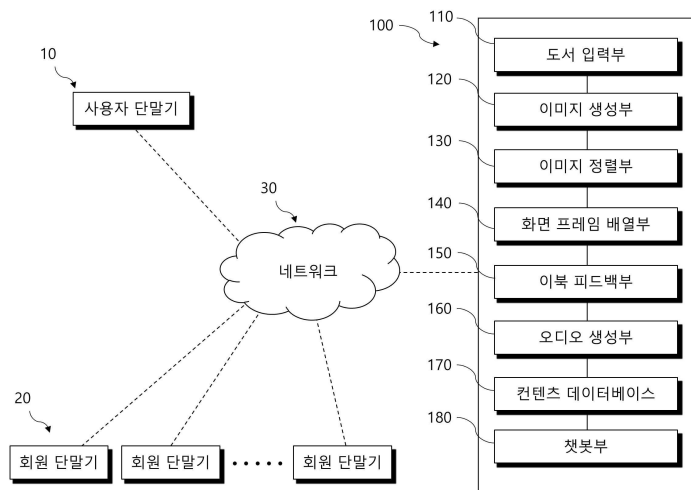 110
100
도서 입력부
10
120
사용자 단말기
이미지 생성부
130
이미지 정렬부
30
140
화면 프레임 배열부
네트워크
150
이북 피드백부
160
오디오 생성부
170
컨텐츠 데이터베이스
20
180
챗봇부
회원 단말기 회원 단말기 ····· 회원 단말기